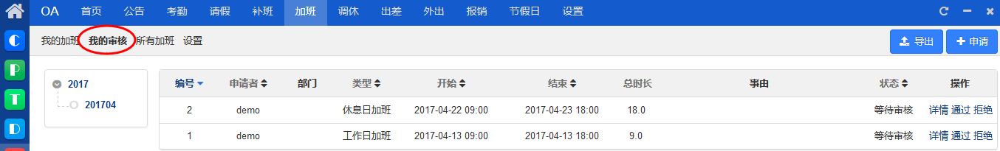 OA 首页 公告 考勤 请假 补班 加班 调休 出差 外出 报销 节假日 设置
我的加班 我的审核 所有加班 设置 导出 申请
C
P
T
D
2017
201704
编号 申请者 部门 类型 开始 结束 总时长 事由 状态 操作
2 demo 休息日加班 2017-04-22 09:00 2017-04-23 18:00 18.0 等待审核 详情 通过 拒绝
1 demo 工作日加班 2017-04-13 09:00 2017-04-13 18:00 9.0 等待审核 详情 通过 拒绝